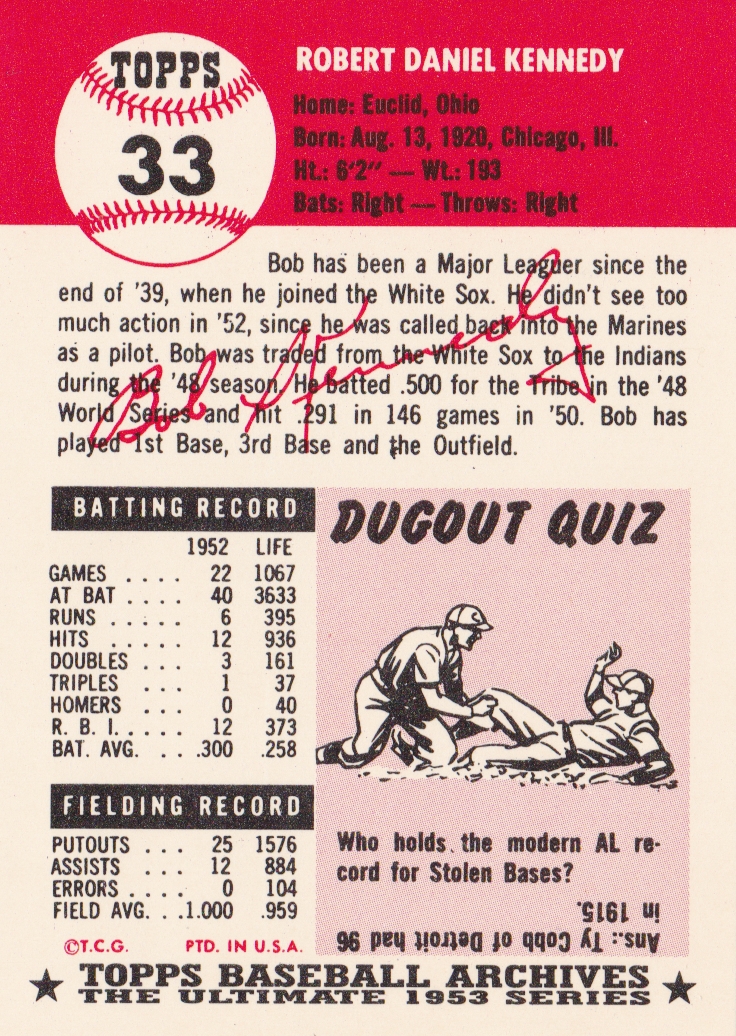 TOPPS
33
ROBERT DANIEL KENNEDY
Home: Euclid, Ohio
Born: Aug. 13, 1920, Chicago, Ill.
Ht.: 6'2" — Wt.: 193
Bats: Right — Throws: Right
Bob has been a Major Leaguer since the
end of '39, when he joined the White Sox. He didn't see too
much action in '52, since he was called back into the Marines
as a pilot. Bob was traded from the White Sox to the Indians
during the '48 season. He batted .500 for the Tribe in the '48
World Series and hit .291 in 146 games in '50. Bob has
played 1st Base, 3rd Base and the Outfield.
Bob Kennedy
BATTING RECORD
1952 LIFE
GAMES .... 22 1067
AT BAT .... 40 3633
RUNS ..... 6 395
HITS ..... 12 936
DOUBLES ... 3 161
TRIPLES ... 1 37
HOMERS ... 0 40
R. B. I. .... 12 373
BAT. AVG. .. .300 .258
FIELDING RECORD
PUTOUTS ... 25 1576
ASSISTS ... 12 884
ERRORS .... 0 104
FIELD AVG. . .1.000 .959
©T.C.G. PTD. IN U.S.A.
DUGOUT QUIZ
C
Who holds the modern AL re-
cord for Stolen Bases?
Ans.: Ty Cobb of Detroit had 96
in 1915.
★ TOPPS BASEBALL ARCHIVES ★
THE ULTIMATE 1953 SERIES